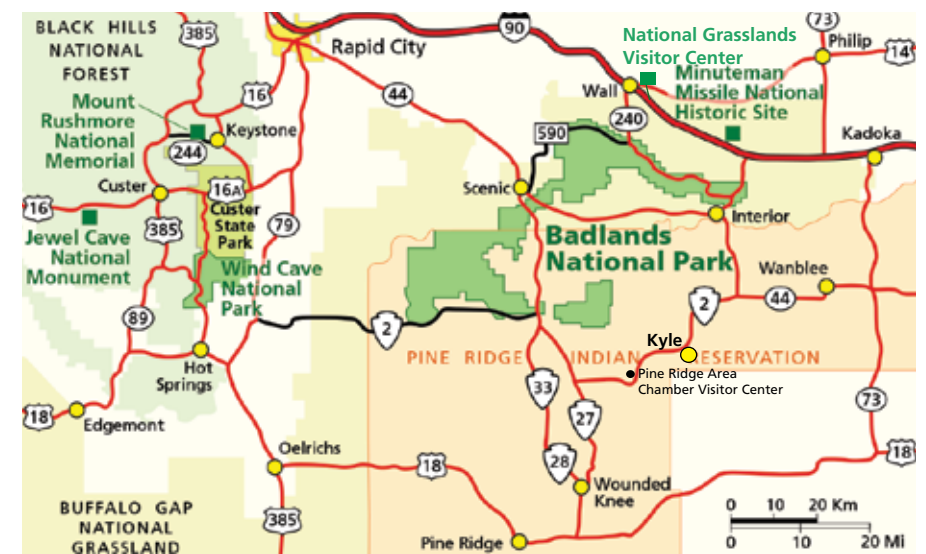 BLACK HILLS
NATIONAL
FOREST
385
Rapid City
90
National Grasslands
Visitor Center
73
Philip
14
Mount
Rushmore
National
Memorial
16
44
Wall
Minuteman
Missile National
Historic Site
Keystone
244
590
240
Kadoka
Custer
16A
Scenic
16
Custer
State
Park
385
79
Interior
Jewel Cave
National
Monument
Badlands
National Park
Wind Cave
National
Park
Wanblee
89
2
2
44
Kyle
PINE RIDGE INDIAN RESERVATION
Pine Ridge Area
Chamber Visitor Center
Hot
Springs
33
73
18
Edgemont
27
Oelrichs
18
28
18
Wounded
Knee
BUFFALO GAP
NATIONAL
GRASSLAND
385
Pine Ridge
0 10 20 Km
0 10 20 Mi